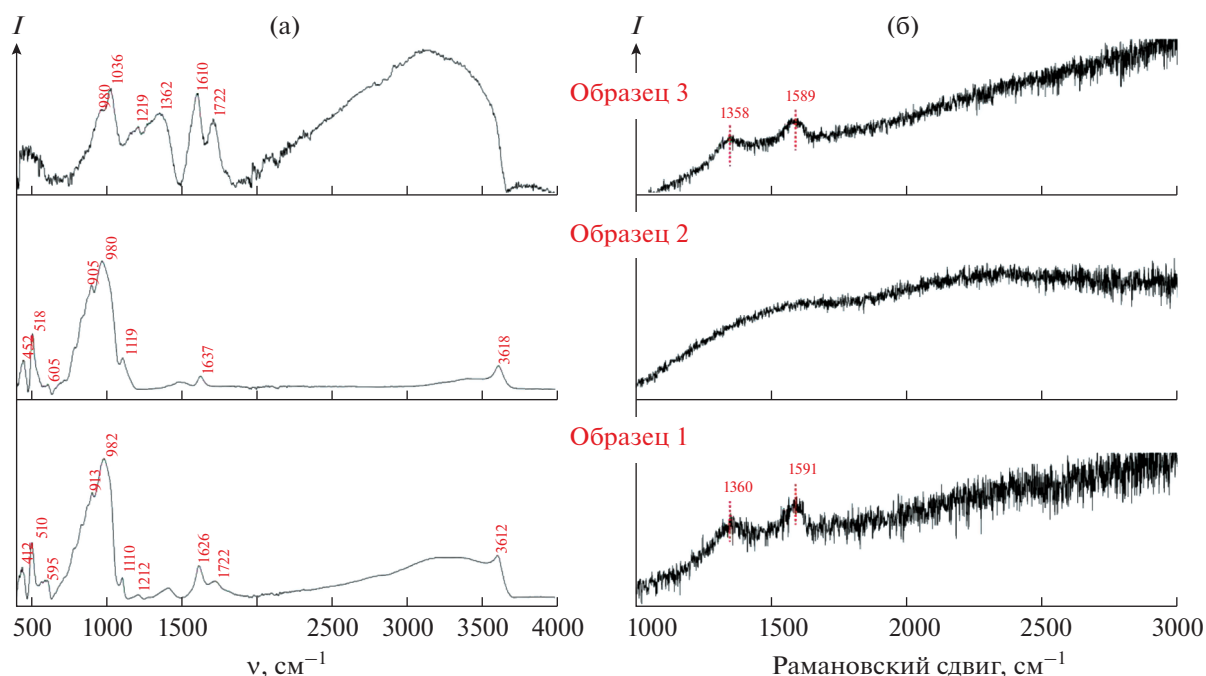 I (а) I (б)
980 1036 1219 1362 1610 1722
Образец 3
1358 1589
Образец 2
452 518 605 905 980 1119 1637 3618
Образец 1
412 510 595 913 982 1110 1212 1626 1722 3612
1360 1591
500 1000 1500 2500 3000 3500 4000
1000 1500 2000 2500 3000
ν, см⁻¹
Рамановский сдвиг, см⁻¹